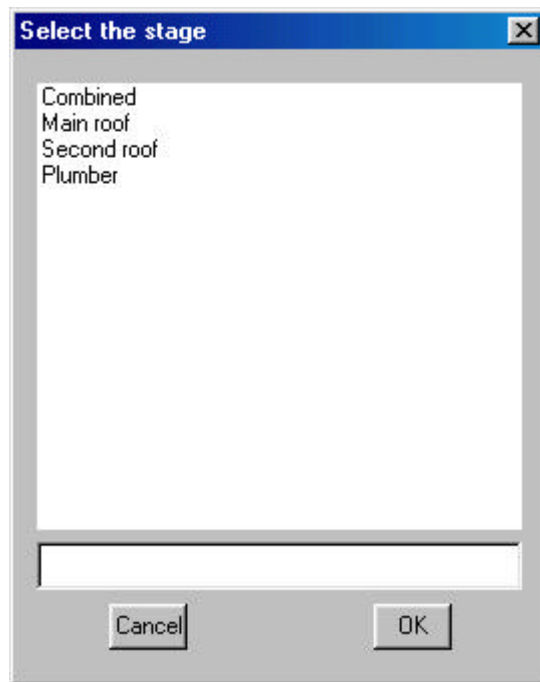 Select the stage
Combined
Main roof
Second roof
Plumber
Cancel
OK